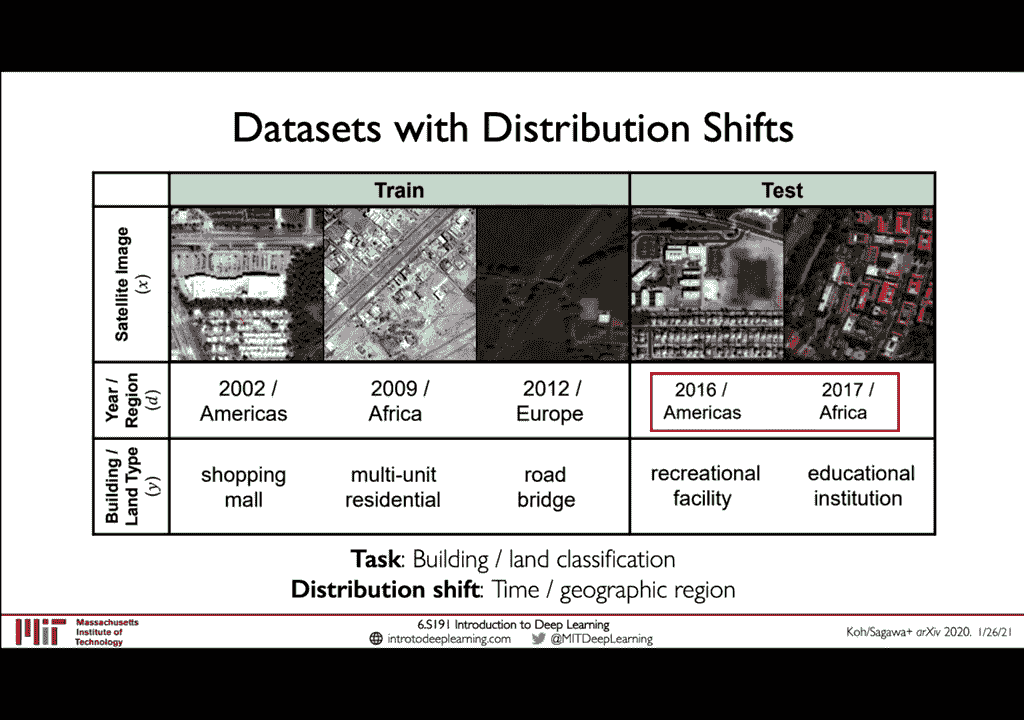 Datasets with Distribution Shifts
Train Test
Satellite Image
(x)
Year /
Region
(d)
2002 /
Americas
2009 /
Africa
2012 /
Europe
2016 /
Americas
2017 /
Africa
Building /
Land Type
(y)
shopping
mall
multi-unit
residential
road
bridge
recreational
facility
educational
institution
Task: Building / land classification
Distribution shift: Time / geographic region
Massachusetts
Institute of
Technology
6.S191 Introduction to Deep Learning
introtodeeplearning.com @MITDeepLearning
Koh/Sagawa+ arXiv 2020. 1/26/21